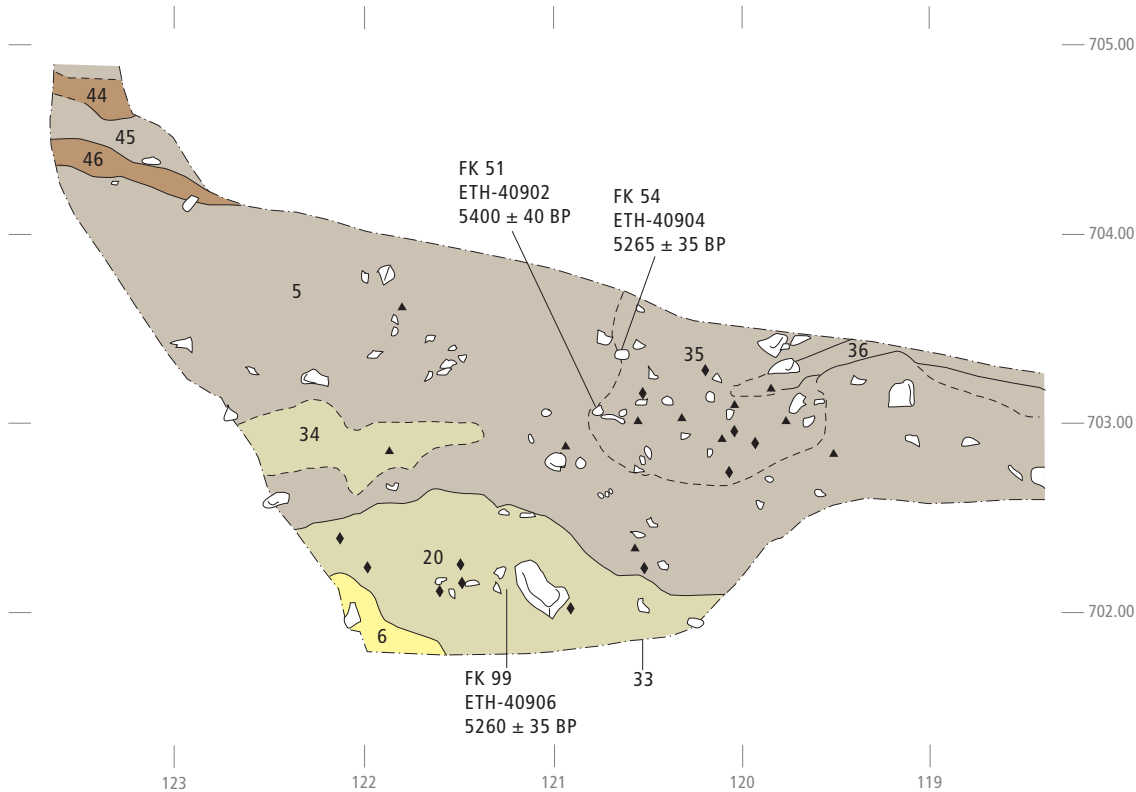 705.00
44
45
46
FK 51
ETH-40902
5400 ± 40 BP
FK 54
ETH-40904
5265 ± 35 BP
704.00
5
35
36
34
703.00
20
6
702.00
FK 99
ETH-40906
5260 ± 35 BP
33
123
122
121
120
119